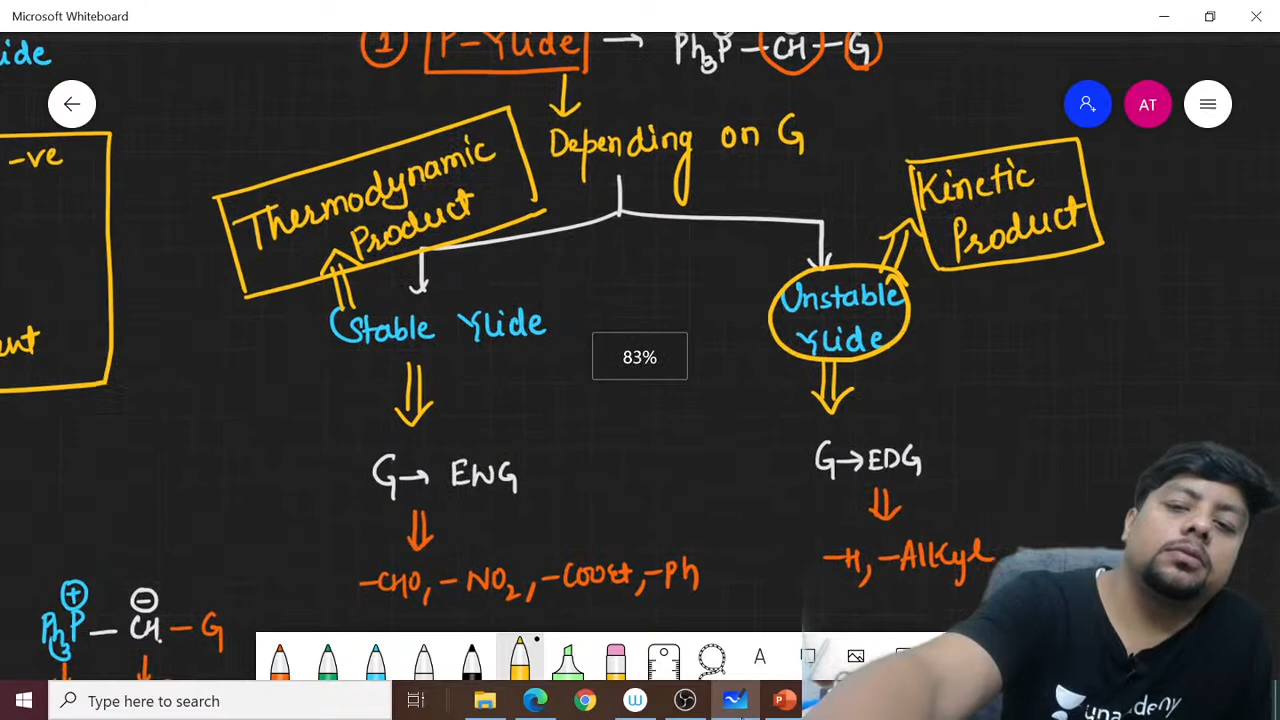 Microsoft Whiteboard
ide
① P-Ylide → Ph3P⊕ — CH⊖ — G
AT
-ve
Depending on G
Thermodynamic
Product
Kinetic
Product
Stable Ylide
Unstable
Ylide
83%
G → EWG
G → EDG
-CHO, -NO2, -COOEt, -Ph
-H, -Alkyl
Ph3P⊕ — CH⊖ — G
A
Type here to search